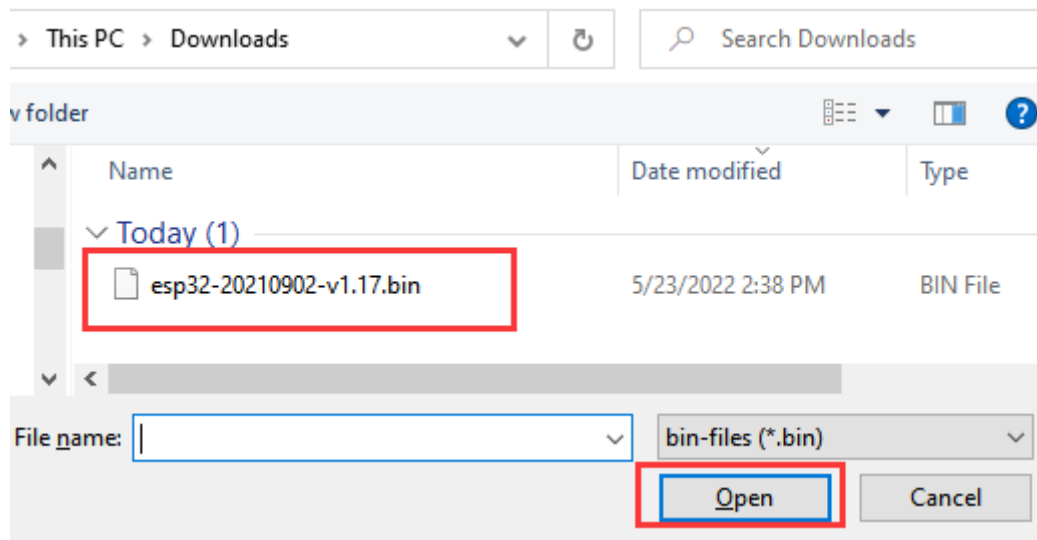 > This PC > Downloads
Search Downloads
w folder
?
Name Date modified Type
Today (1)
esp32-20210902-v1.17.bin 5/23/2022 2:38 PM BIN File
File name: bin-files (*.bin)
Open Cancel